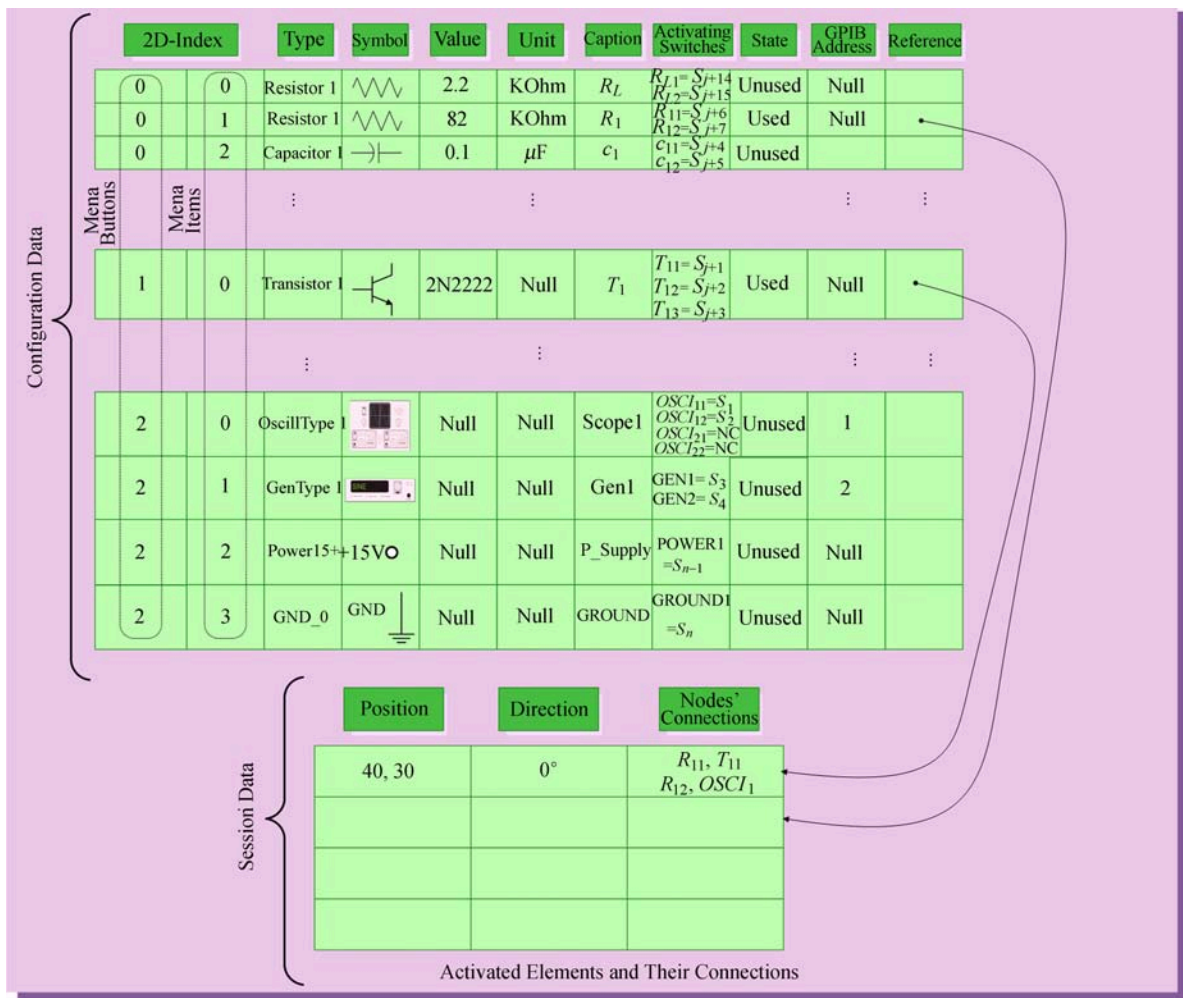 2D-Index Type Symbol Value Unit Caption Activating Switches State GPIB Address Reference
0 0 Resistor 1 2.2 KOhm R_L R_L1=S_j+14 R_L2=S_j+15 Unused Null
0 1 Resistor 1 82 KOhm R_1 R_11=S_j+6 R_12=S_j+7 Used Null
0 2 Capacitor 1 0.1 μF c_1 c_11=S_j+4 c_12=S_j+5 Unused
Mena Buttons
Mena Items
⋮ ⋮ ⋮ ⋮
1 0 Transistor 1 2N2222 Null T_1 T_11=S_j+1 T_12=S_j+2 T_13=S_j+3 Used Null
⋮ ⋮ ⋮ ⋮
2 0 OscillType 1 Null Null Scope1 OSCI_11=S_1 OSCI_12=S_2 OSCI_21=NC OSCI_22=NC Unused 1
2 1 GenType 1 SINE Null Null Gen1 GEN1=S_3 GEN2=S_4 Unused 2
2 2 Power15+ +15V Null Null P_Supply POWER1 =S_n−1 Unused Null
2 3 GND_0 GND Null Null GROUND GROUND1 =S_n Unused Null
Configuration Data
Position Direction Nodes’ Connections
40, 30 0° R_11, T_11
R_12, OSCI_1
Session Data
Activated Elements and Their Connections